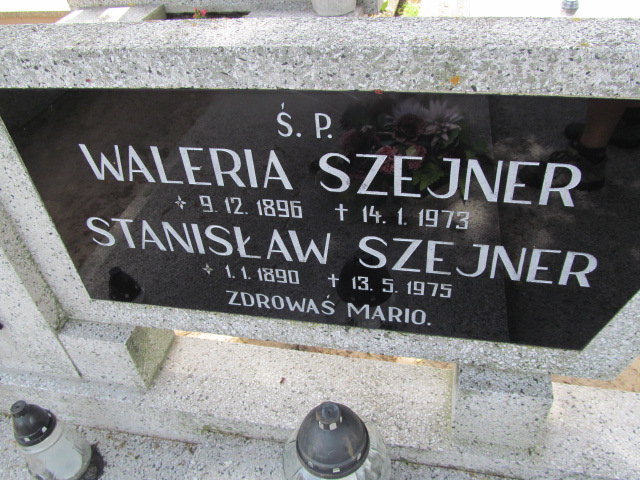 Ś. P.
WALERIA SZEJNER
* 9.12.1896 † 14.1.1973
STANISŁAW SZEJNER
* 1.1.1890 † 13.5.1975
ZDROWAŚ MARIO.